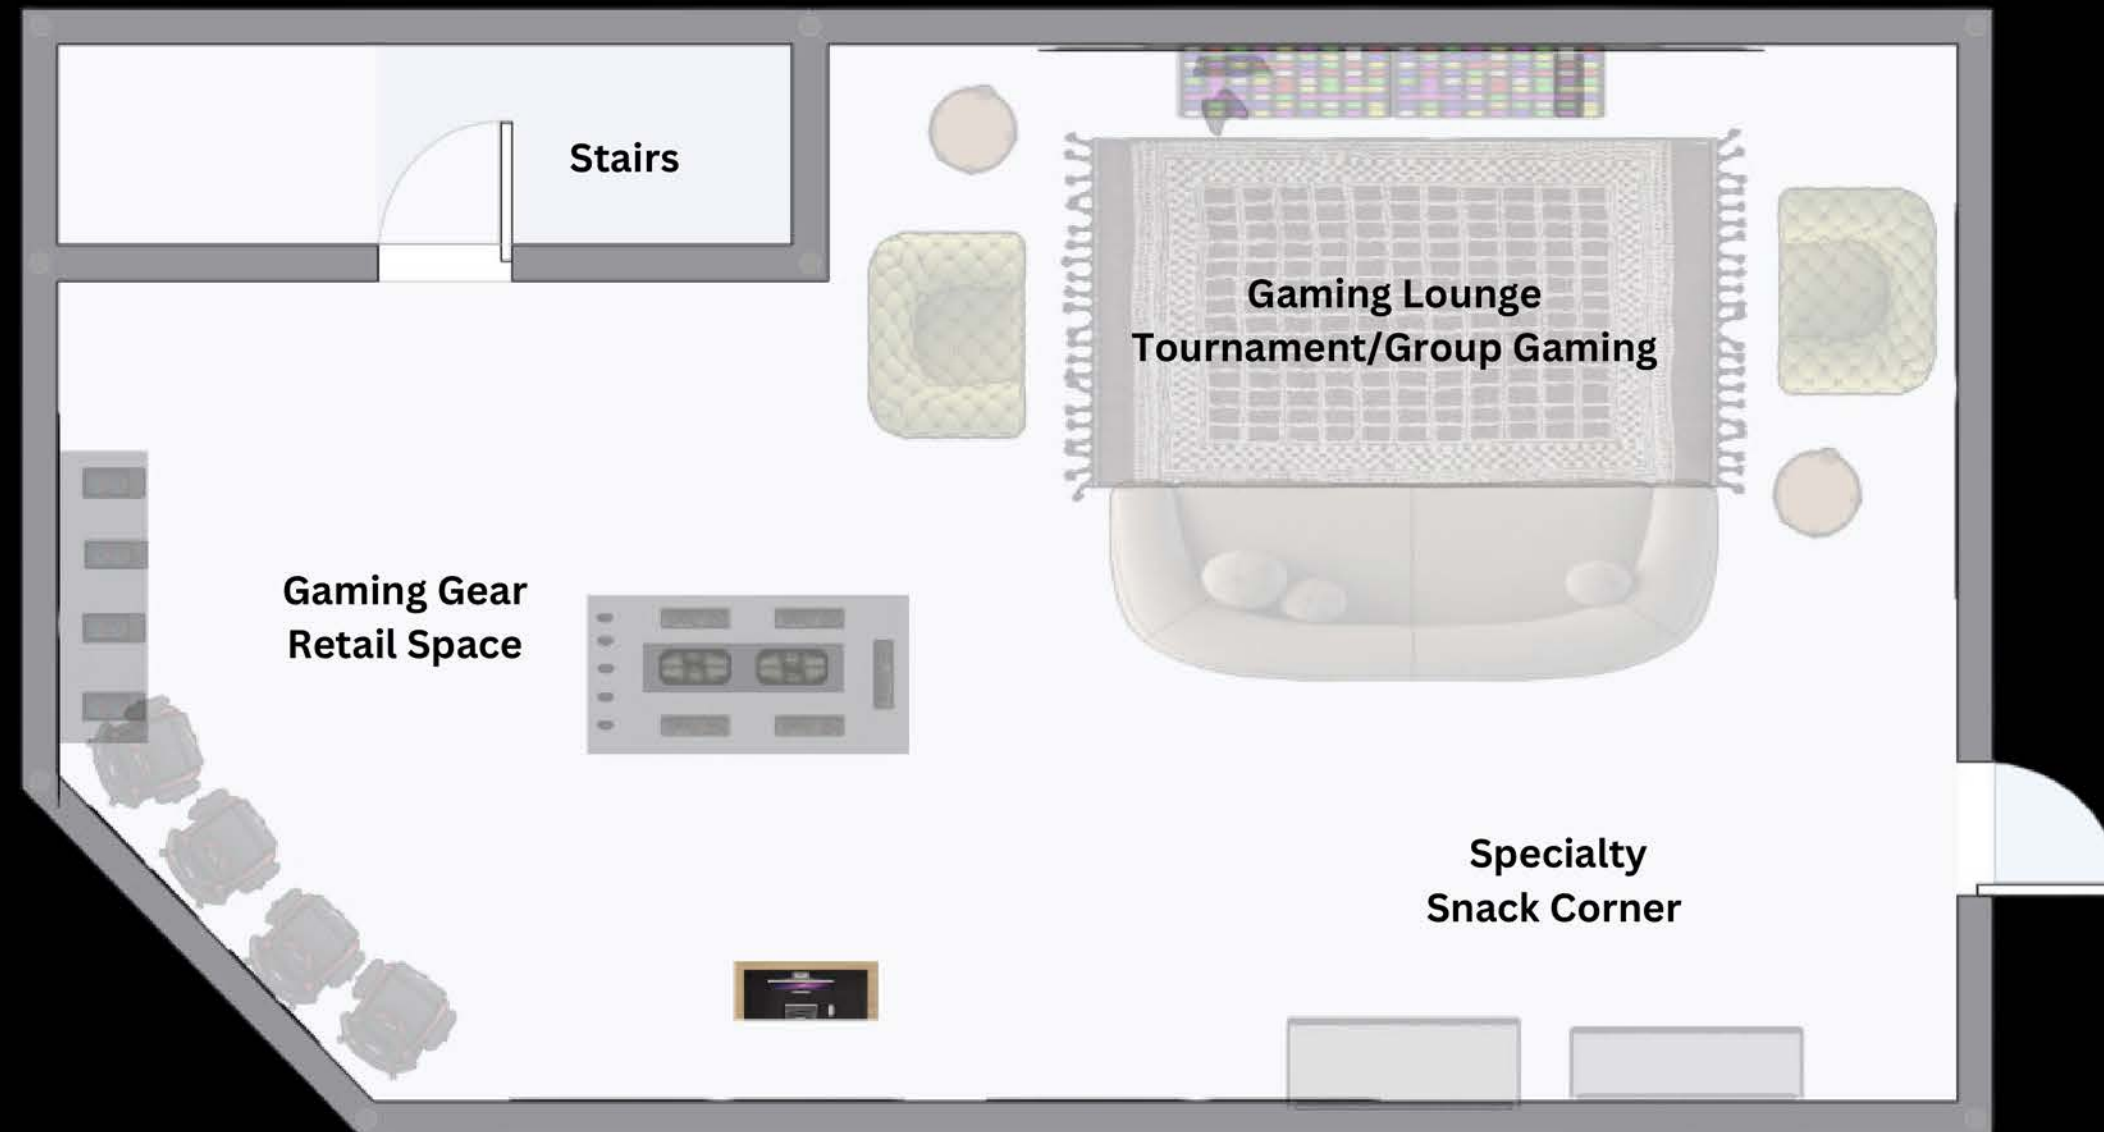 Stairs
Gaming Lounge
Tournament/Group Gaming
Gaming Gear
Retail Space
Specialty
Snack Corner